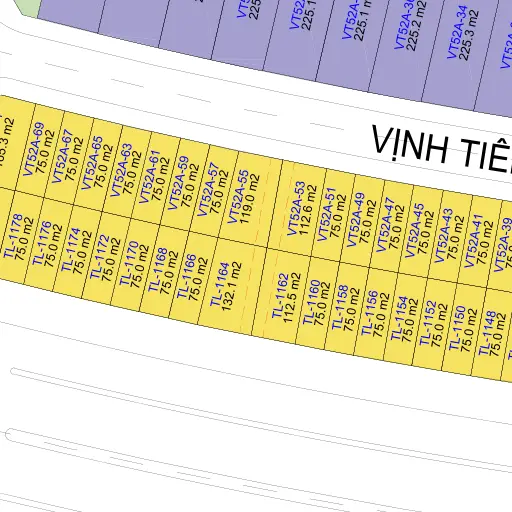 VT52A-34
225.3 m2
225.2 m2
225.1 m
VỊNH TIÊ
VT52A-69
75.0 m2
VT52A-67
75.0 m2
VT52A-65
75.0 m2
VT52A-63
75.0 m2
VT52A-61
75.0 m2
VT52A-59
75.0 m2
VT52A-57
75.0 m2
VT52A-55
119.0 m2
VT52A-53
112.6 m2
VT52A-51
75.0 m2
VT52A-49
75.0 m2
VT52A-47
75.0 m2
VT52A-45
75.0 m2
VT52A-43
75.0 m2
VT52A-41
75.0 m2
VT52A-39
TL-1178
75.0 m2
TL-1176
75.0 m2
TL-1174
75.0 m2
TL-1172
75.0 m2
TL-1170
75.0 m2
TL-1168
75.0 m2
TL-1166
75.0 m2
TL-1164
132.1 m2
TL-1162
112.5 m2
TL-1160
75.0 m2
TL-1158
75.0 m2
TL-1156
75.0 m2
TL-1154
75.0 m2
TL-1152
75.0 m2
TL-1150
75.0 m2
TL-1148
75.0 m2